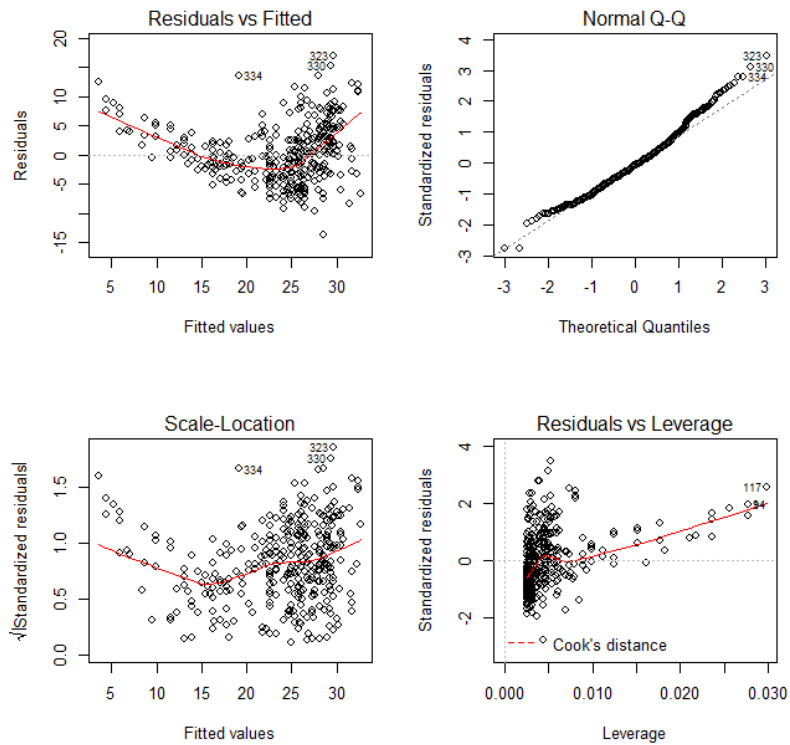 Residuals vs Fitted
Residuals
20
10
5
0
-5
-15
323
330
334
5 10 15 20 25 30
Fitted values
Normal Q-Q
Standardized residuals
4
3
2
1
0
-1
-2
-3
323
330
334
-3 -2 -1 0 1 2 3
Theoretical Quantiles
Scale-Location
√|Standardized residuals|
1.5
1.0
0.5
0.0
323
330
334
5 10 15 20 25 30
Fitted values
Residuals vs Leverage
Standardized residuals
4
2
0
-2
117
94
Cook's distance
0.000 0.010 0.020 0.030
Leverage